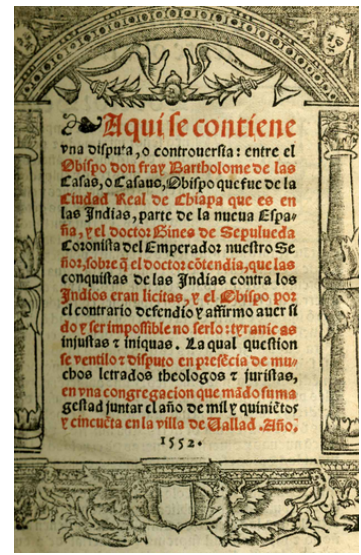 Aqui se contiene
vna disputa, o controuersia: entre el
Obispo don fray Bartholome de las
Casas, o Casaus, Obispo que fue de la
Ciudad Real de Chiapa que es en
las Indias, parte de la nueua Espa-
ña, y el doctor Gines de Sepulueda
Coronista del Emperador nuestro Se
ñor, sobre q̃ el doctor cõtendia, que las
conquistas de las Indias contra los
Indios eran licitas, y el Obispo por
el contrario defendio y affirmo auer si
do y ser impossible no serlo: tyranicas
injustas ⁊ iniquas. La qual question
se ventilo ⁊ disputo en presẽcia de mu-
chos letrados theologos ⁊ juristas,
en vna congregacion que mãdo su ma
gestad juntar el año de mil y quiniẽtos
y cincuẽta en la villa de Vallad. Año.
1552.